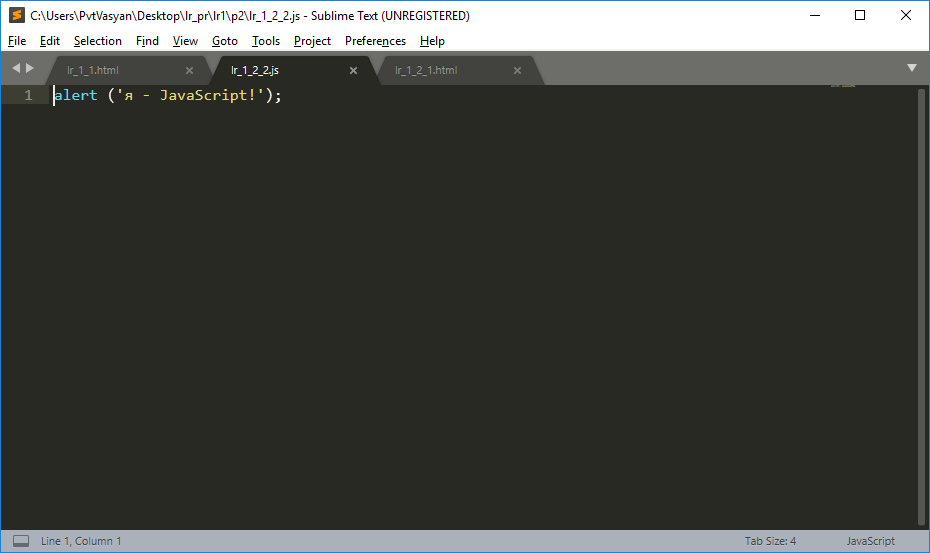 C:\Users\PvtVasyan\Desktop\lr_pr\lr1\p2\lr_1_2_2.js - Sublime Text (UNREGISTERED)
File Edit Selection Find View Goto Tools Project Preferences Help
lr_1_1.html lr_1_2_2.js lr_1_2_1.html
1 alert ('я - JavaScript!');
Line 1, Column 1 Tab Size: 4 JavaScript